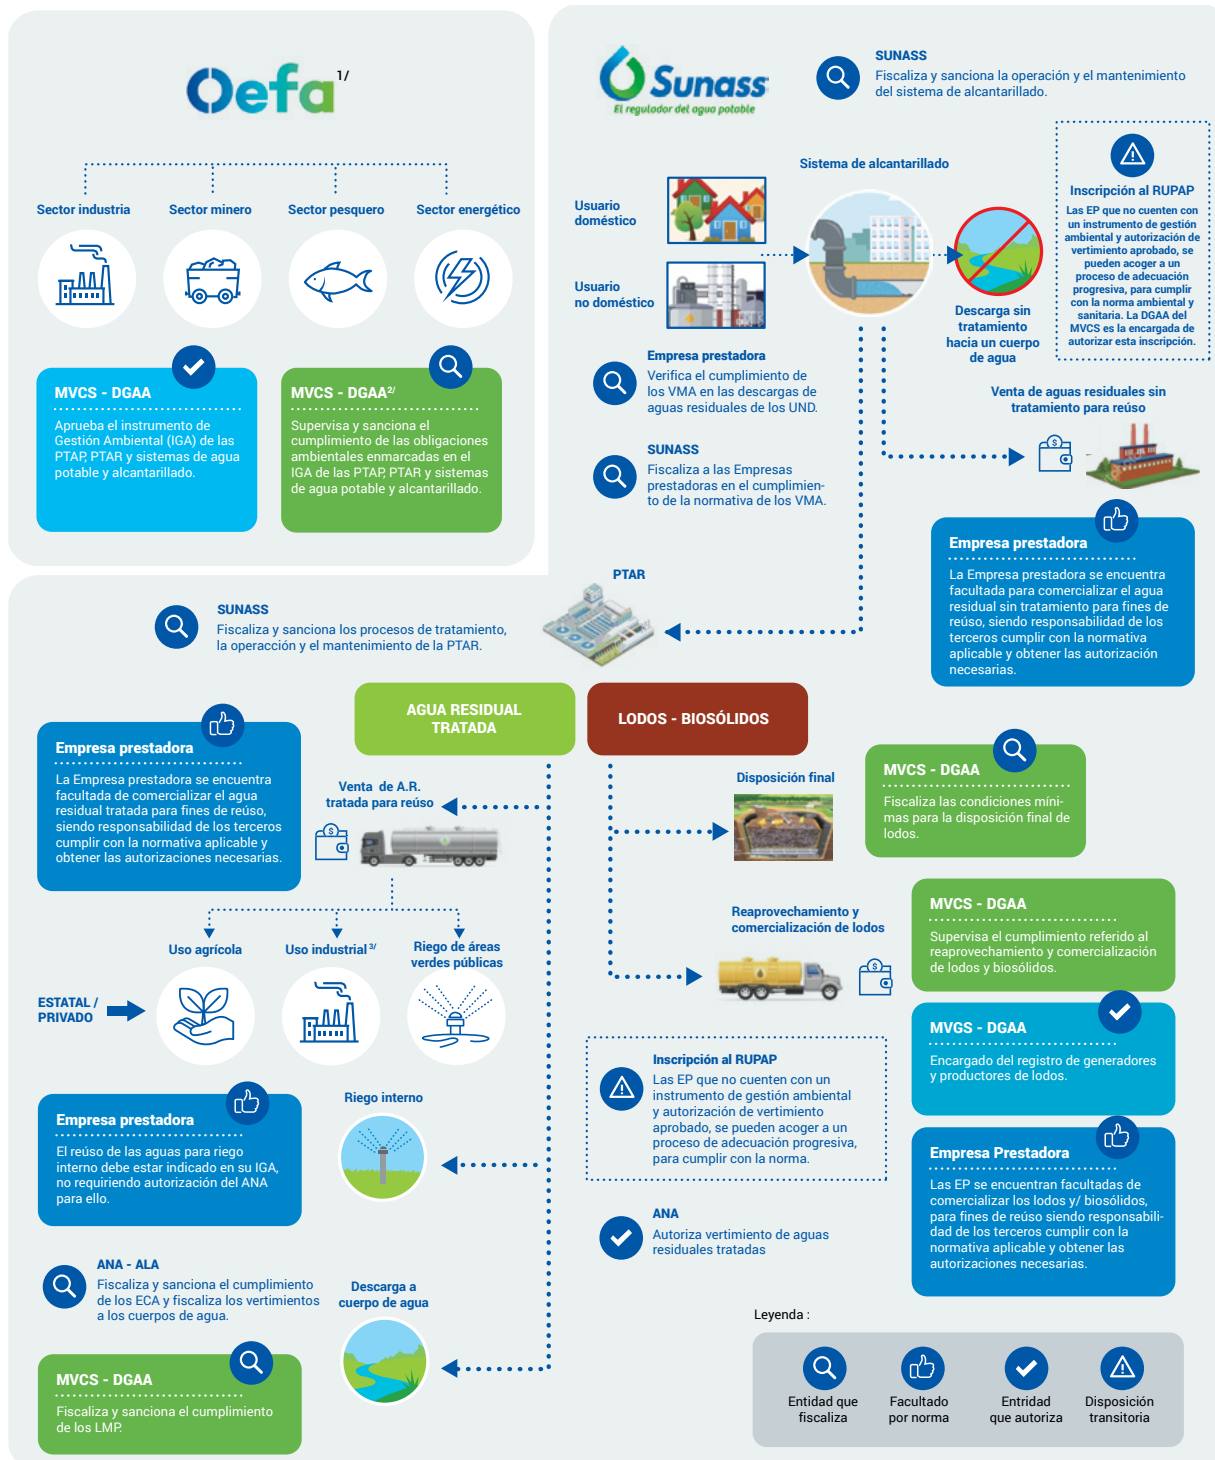 Oefa 1/
Sector industria
Sector minero
Sector pesquero
Sector energético
MVCS - DGAA
Aprueba el instrumento de
Gestión Ambiental (IGA) de las
PTAP, PTAR y sistemas de agua
potable y alcantarillado.
MVCS - DGAA2/
Supervisa y sanciona el
cumplimiento de las obligaciones
ambientales enmarcadas en el
IGA de las PTAP, PTAR y sistemas
de agua potable y alcantarillado.
Sunass
El regulador del agua potable
SUNASS
Fiscaliza y sanciona la operación y el mantenimiento
del sistema de alcantarillado.
Sistema de alcantarillado
Usuario
doméstico
Usuario
no doméstico
Descarga sin
tratamiento
hacia un cuerpo
de agua
Inscripción al RUPAP
Las EP que no cuenten con
un instrumento de gestión
ambiental y autorización de
vertimiento aprobado, se
pueden acoger a un
proceso de adecuación
progresiva, para cumplir
con la norma ambiental y
sanitaria. La DGAA del
MVCS es la encargada de
autorizar esta inscripción.
Empresa prestadora
Verifica el cumplimiento de
los VMA en las descargas de
aguas residuales de los UND.
SUNASS
Fiscaliza a las Empresas
prestadoras en el cumplimien-
to de la normativa de los VMA.
Venta de aguas residuales sin
tratamiento para reúso
Empresa prestadora
La Empresa prestadora se encuentra
facultada para comercializar el agua
residual sin tratamiento para fines de
reúso, siendo responsabilidad de los
terceros cumplir con la normativa
aplicable y obtener las autorización
necesarias.
PTAR
SUNASS
Fiscaliza y sanciona los procesos de tratamiento,
la operacción y el mantenimiento de la PTAR.
AGUA RESIDUAL
TRATADA
LODOS - BIOSÓLIDOS
Empresa prestadora
La Empresa prestadora se encuentra
facultada de comercializar el agua
residual tratada para fines de reúso,
siendo responsabilidad de los terceros
cumplir con la normativa aplicable y
obtener las autorizaciones necesarias.
Venta de A.R.
tratada para reúso
Uso agrícola
Uso industrial 3/
Riego de áreas
verdes públicas
ESTATAL /
PRIVADO
Empresa prestadora
El reúso de las aguas para riego
interno debe estar indicado en su IGA,
no requiriendo autorización del ANA
para ello.
Riego interno
ANA - ALA
Fiscaliza y sanciona el cumplimiento
de los ECA y fiscaliza los vertimientos
a los cuerpos de agua.
Descarga a
cuerpo de agua
MVCS - DGAA
Fiscaliza y sanciona el cumplimiento
de los LMP.
Disposición final
MVCS - DGAA
Fiscaliza las condiciones míni-
mas para la disposición final de
lodos.
Reaprovechamiento y
comercialización de lodos
MVCS - DGAA
Supervisa el cumplimiento referido al
reaprovechamiento y comercialización
de lodos y biosólidos.
MVGS - DGAA
Encargado del registro de generadores
y productores de lodos.
Inscripción al RUPAP
Las EP que no cuenten con un
instrumento de gestión ambiental
y autorización de vertimiento
aprobado, se pueden acoger a un
proceso de adecuación progresiva,
para cumplir con la norma.
ANA
Autoriza vertimiento de aguas
residuales tratadas
Empresa Prestadora
Las EP se encuentran facultadas de
comercializar los lodos y/ biosólidos,
para fines de reúso siendo responsabili-
dad de los terceros cumplir con la
normativa aplicable y obtener las
autorizaciones necesarias.
Leyenda :
Entidad que
fiscaliza
Facultado
por norma
Entridad
que autoriza
Disposición
transitoria